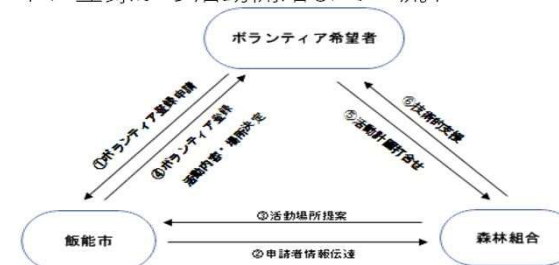 ボランティア希望者
①ボランティア登録申請
④ボランティア登録
活動内容・場所決定
⑥技術的支援
⑤活動計画打合せ
③活動場所提案
飯能市
森林組合
②申請者情報伝達